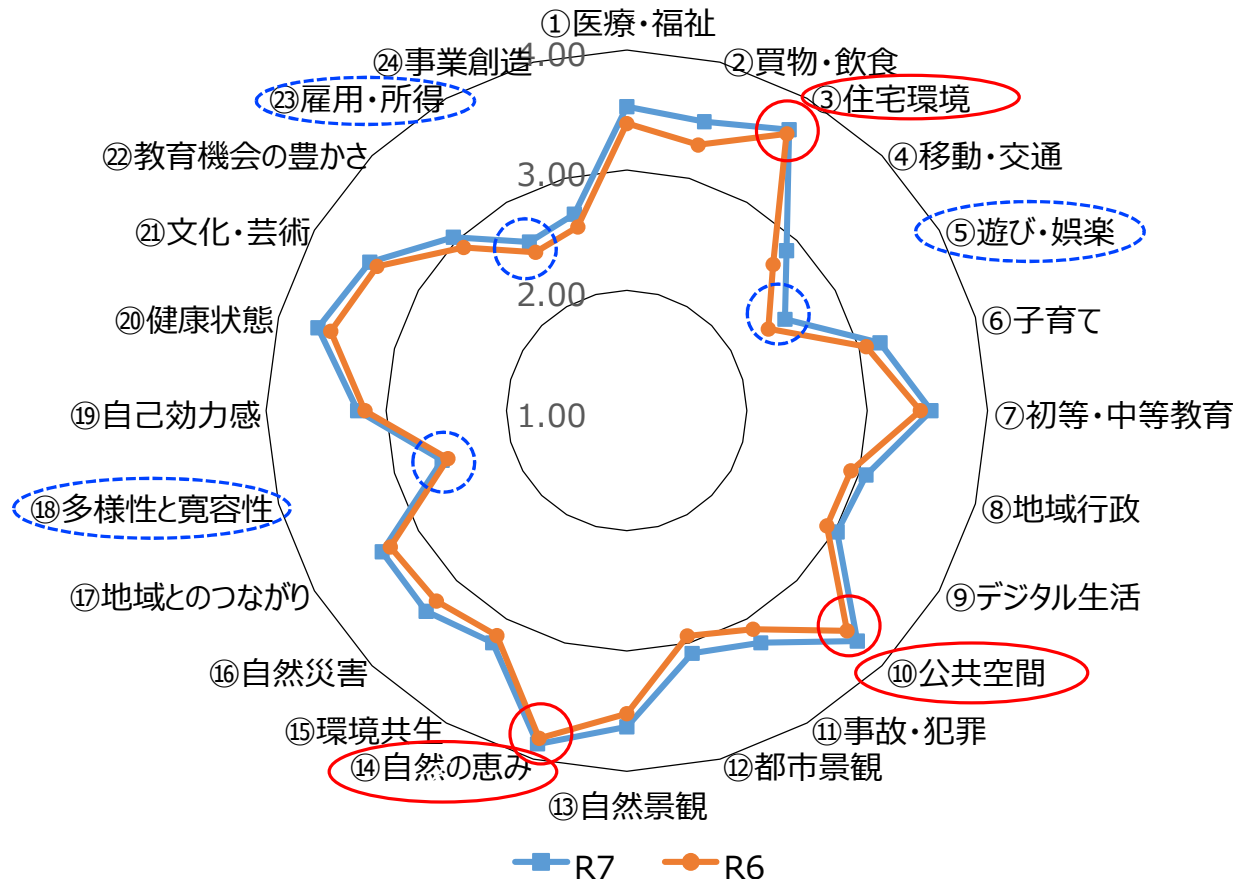 ①医療・福祉
②買物・飲食
③住宅環境
④移動・交通
⑤遊び・娯楽
⑥子育て
⑦初等・中等教育
⑧地域行政
⑨デジタル生活
⑩公共空間
⑪事故・犯罪
⑫都市景観
⑬自然景観
⑭自然の恵み
⑮環境共生
⑯自然災害
⑰地域とのつながり
⑱多様性と寛容性
⑲自己効力感
⑳健康状態
㉑文化・芸術
㉒教育機会の豊かさ
㉓雇用・所得
㉔事業創造
4.00
3.00
2.00
1.00
R7
R6